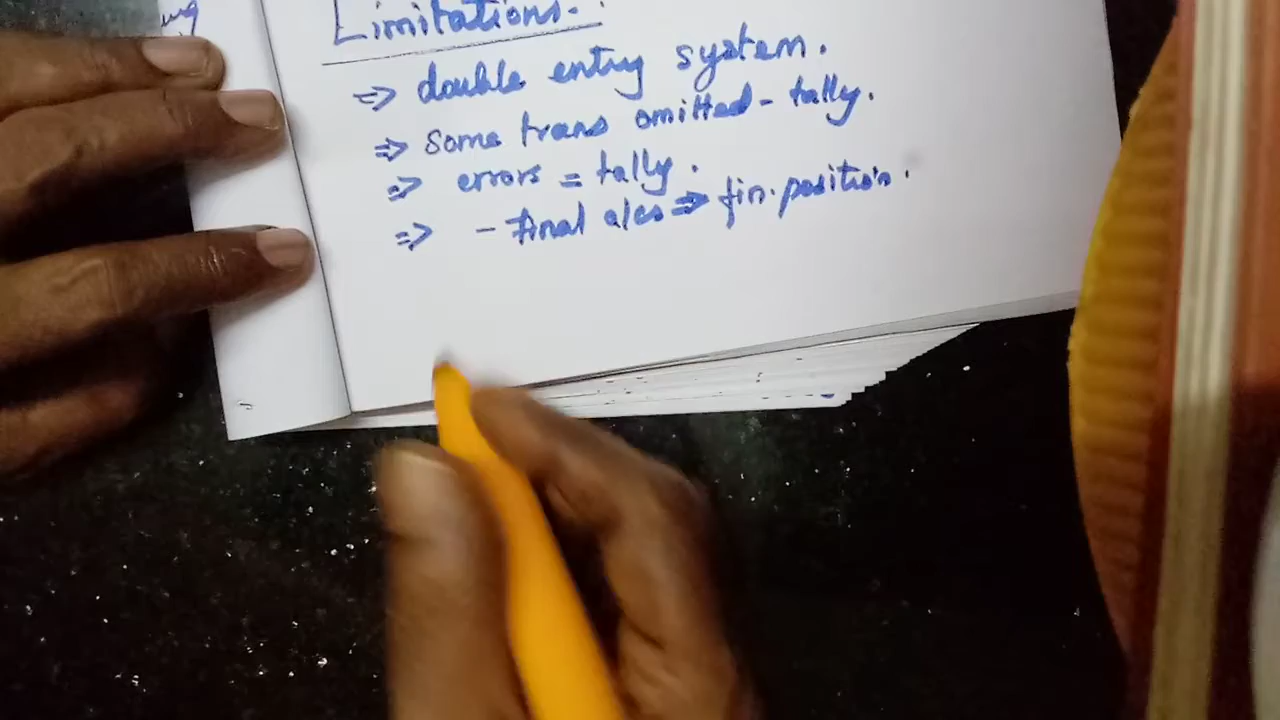 Limitations.
⇒ double entry system.
⇒ Some trans omitted - tally.
⇒ errors = tally.
⇒ - final a/cs ⇒ fin. position.